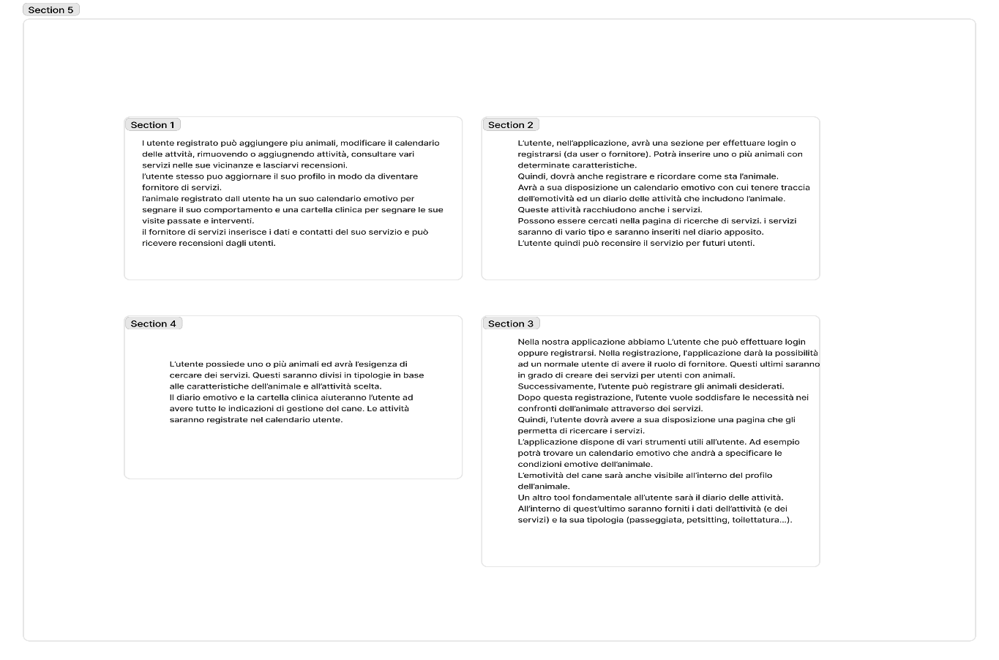 Section 5
Section 1
l utente registrato può aggiungere piu animali, modificare il calendario
delle attvità, rimuovendo o aggiugnendo attività, consultare vari
servizi nelle sue vicinanze e lasciarvi recensioni.
l'utente stesso puo aggiornare il suo profilo in modo da diventare
fornitore di servizi.
l'animale registrato dall utente ha un suo calendario emotivo per
segnare il suo comportamento e una cartella clinica per segnare le sue
visite passate e interventi.
il fornitore di servizi inserisce i dati e contatti del suo servizio e può
ricevere recensioni dagli utenti.
Section 2
L'utente, nell'applicazione, avrà una sezione per effettuare login o
registrarsi (da user o fornitore). Potrà inserire uno o più animali con
determinate caratteristiche.
Quindi, dovrà anche registrare e ricordare come sta l'animale.
Avrà a sua disposizione un calendario emotivo con cui tenere traccia
dell'emotività ed un diario delle attività che includono l'animale.
Queste attività racchiudono anche i servizi.
Possono essere cercati nella pagina di ricerche di servizi. i servizi
saranno di vario tipo e saranno inseriti nel diario apposito.
L'utente quindi può recensire il servizio per futuri utenti.
Section 4
L'utente possiede uno o più animali ed avrà l'esigenza di
cercare dei servizi. Questi saranno divisi in tipologie in base
alle caratteristiche dell'animale e all'attività scelta.
Il diario emotivo e la cartella clinica aiuteranno l'utente ad
avere tutte le indicazioni di gestione del cane. Le attività
saranno registrate nel calendario utente.
Section 3
Nella nostra applicazione abbiamo L'utente che può effettuare login
oppure registrarsi. Nella registrazione, l'applicazione darà la possibilità
ad un normale utente di avere il ruolo di fornitore. Questi ultimi saranno
in grado di creare dei servizi per utenti con animali.
Successivamente, l'utente può registrare gli animali desiderati.
Dopo questa registrazione, l'utente vuole soddisfare le necessità nei
confronti dell'animale attraverso dei servizi.
Quindi, l'utente dovrà avere a sua disposizione una pagina che gli
permetta di ricercare i servizi.
L'applicazione dispone di vari strumenti utili all'utente. Ad esempio
potrà trovare un calendario emotivo che andrà a specificare le
condizioni emotive dell'animale.
L'emotività del cane sarà anche visibile all'interno del profilo
dell'animale.
Un altro tool fondamentale all'utente sarà il diario delle attività.
All'interno di quest'ultimo saranno forniti i dati dell'attività (e dei
servizi) e la sua tipologia (passeggiata, petsitting, toilettatura...).